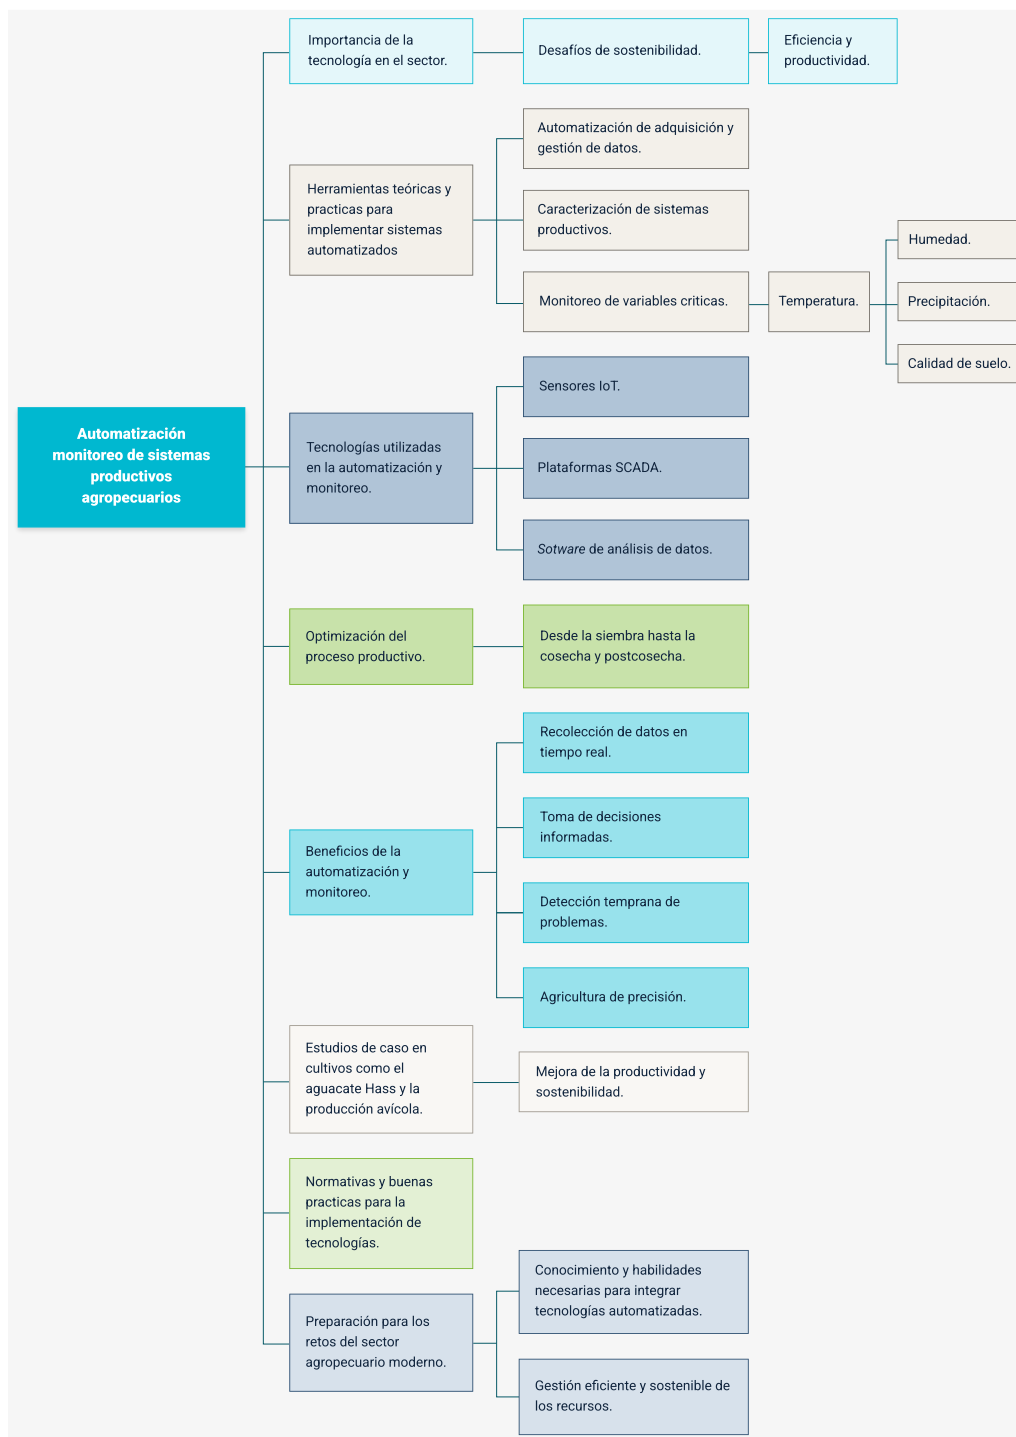 Importancia de la
tecnología en el sector.
Desafíos de sostenibilidad.
Eficiencia y
productividad.
Automatización de adquisición y
gestión de datos.
Herramientas teóricas y
practicas para
implementar sistemas
automatizados
Caracterización de sistemas
productivos.
Monitoreo de variables criticas.
Temperatura.
Humedad.
Precipitación.
Calidad de suelo.
Automatización
monitoreo de sistemas
productivos
agropecuarios
Tecnologías utilizadas
en la automatización y
monitoreo.
Sensores IoT.
Plataformas SCADA.
Sotware de análisis de datos.
Optimización del
proceso productivo.
Desde la siembra hasta la
cosecha y postcosecha.
Beneficios de la
automatización y
monitoreo.
Recolección de datos en
tiempo real.
Toma de decisiones
informadas.
Detección temprana de
problemas.
Agricultura de precisión.
Estudios de caso en
cultivos como el
aguacate Hass y la
producción avícola.
Mejora de la productividad y
sostenibilidad.
Normativas y buenas
practicas para la
implementación de
tecnologías.
Preparación para los
retos del sector
agropecuario moderno.
Conocimiento y habilidades
necesarias para integrar
tecnologías automatizadas.
Gestión eficiente y sostenible de
los recursos.